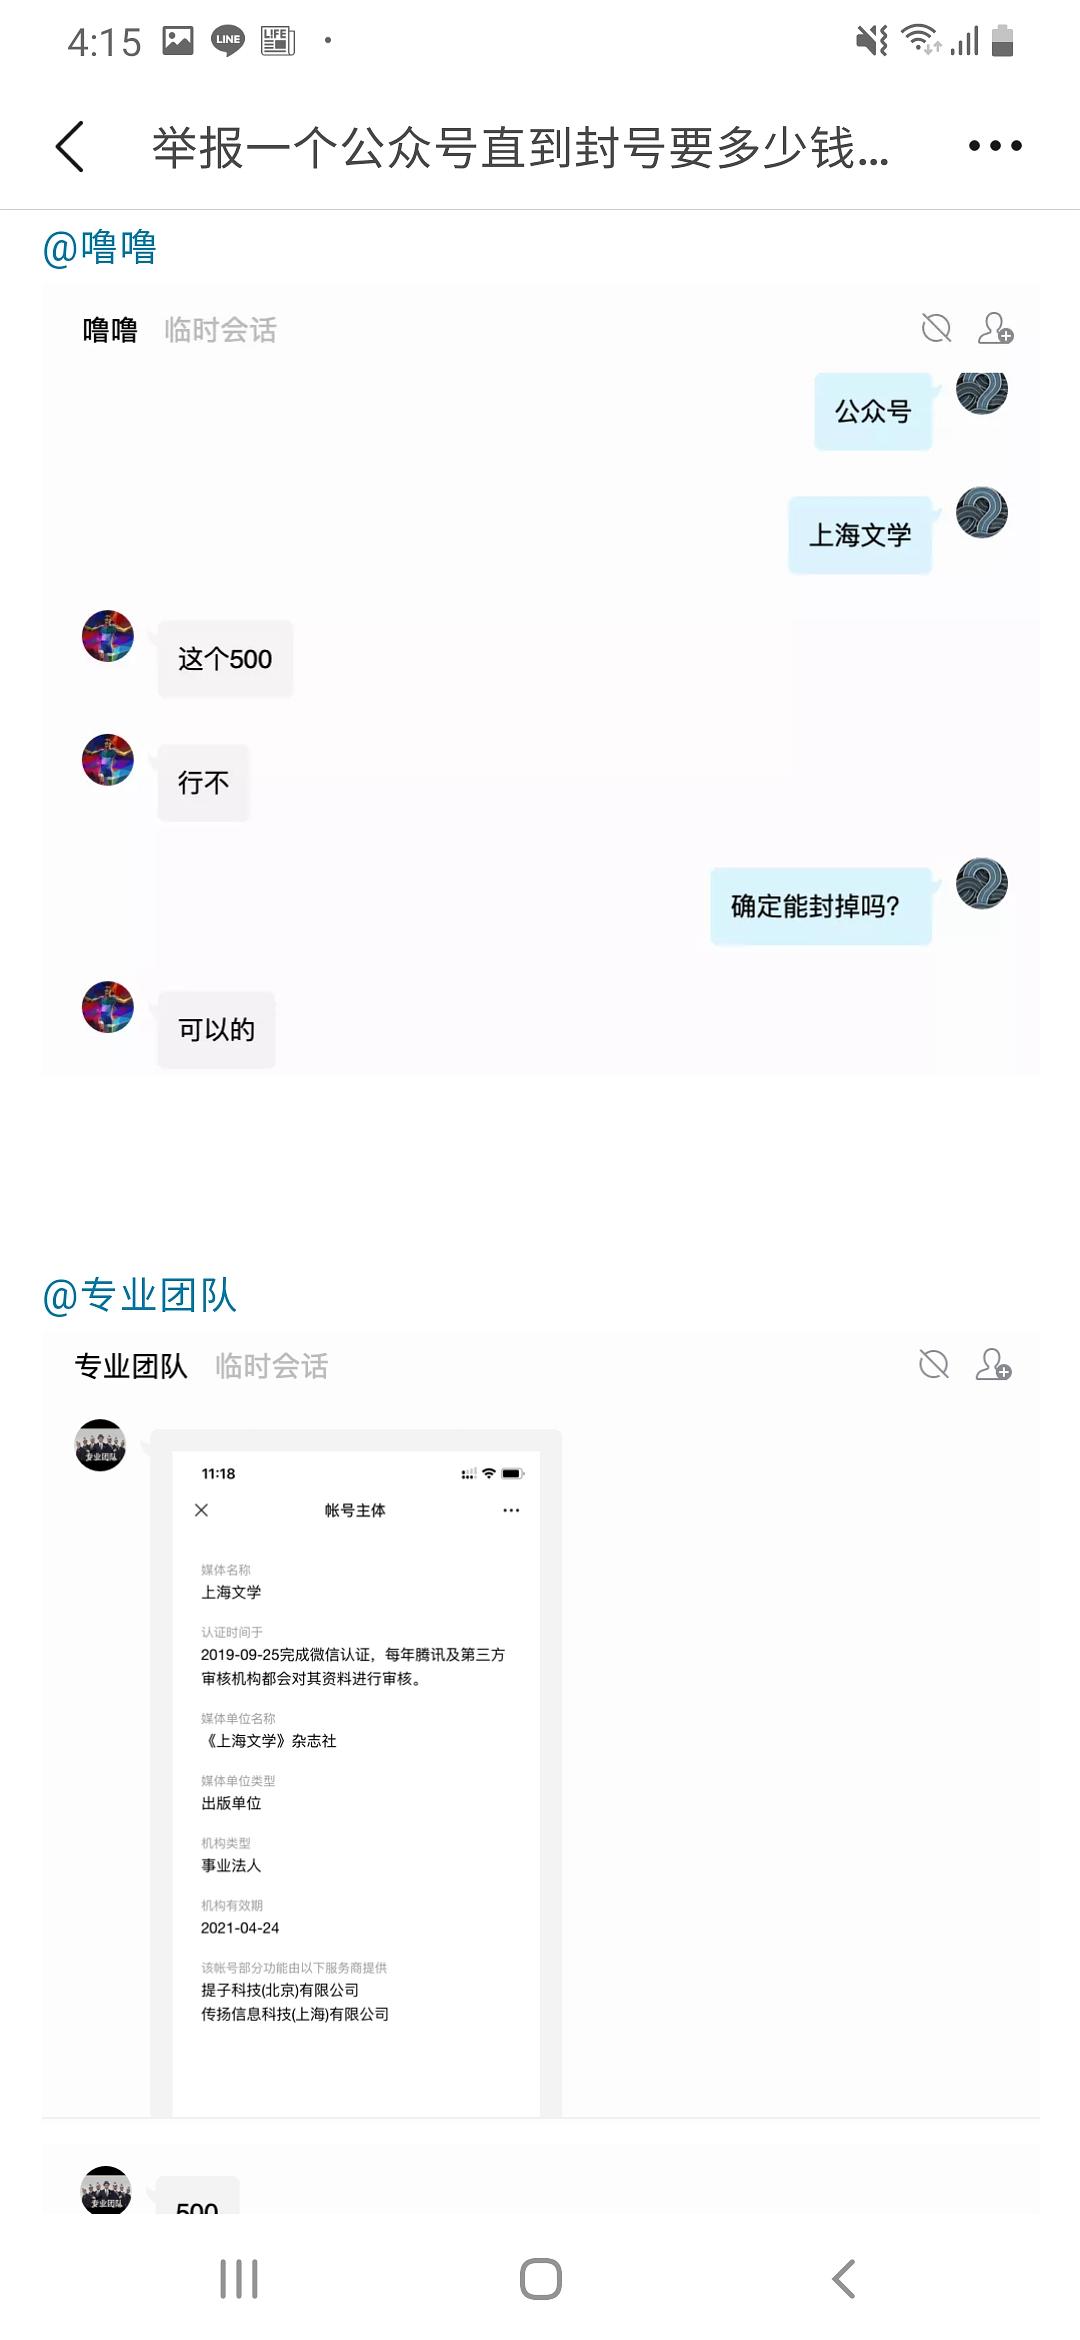 4:15
LINE
LIFE
举报一个公众号直到封号要多少钱...
@噜噜
噜噜 临时会话
公众号
上海文学
这个500
行不
确定能封掉吗?
可以的
@专业团队
专业团队 临时会话
专业团队
11:18
帐号主体
媒体名称
上海文学
认证时间于
2019-09-25完成微信认证，每年腾讯及第三方
审核机构都会对其资料进行审核。
媒体单位名称
《上海文学》杂志社
媒体单位类型
出版单位
机构类型
事业法人
机构有效期
2021-04-24
该帐号部分功能由以下服务商提供
提子科技(北京)有限公司
传扬信息科技(上海)有限公司
专业团队
500